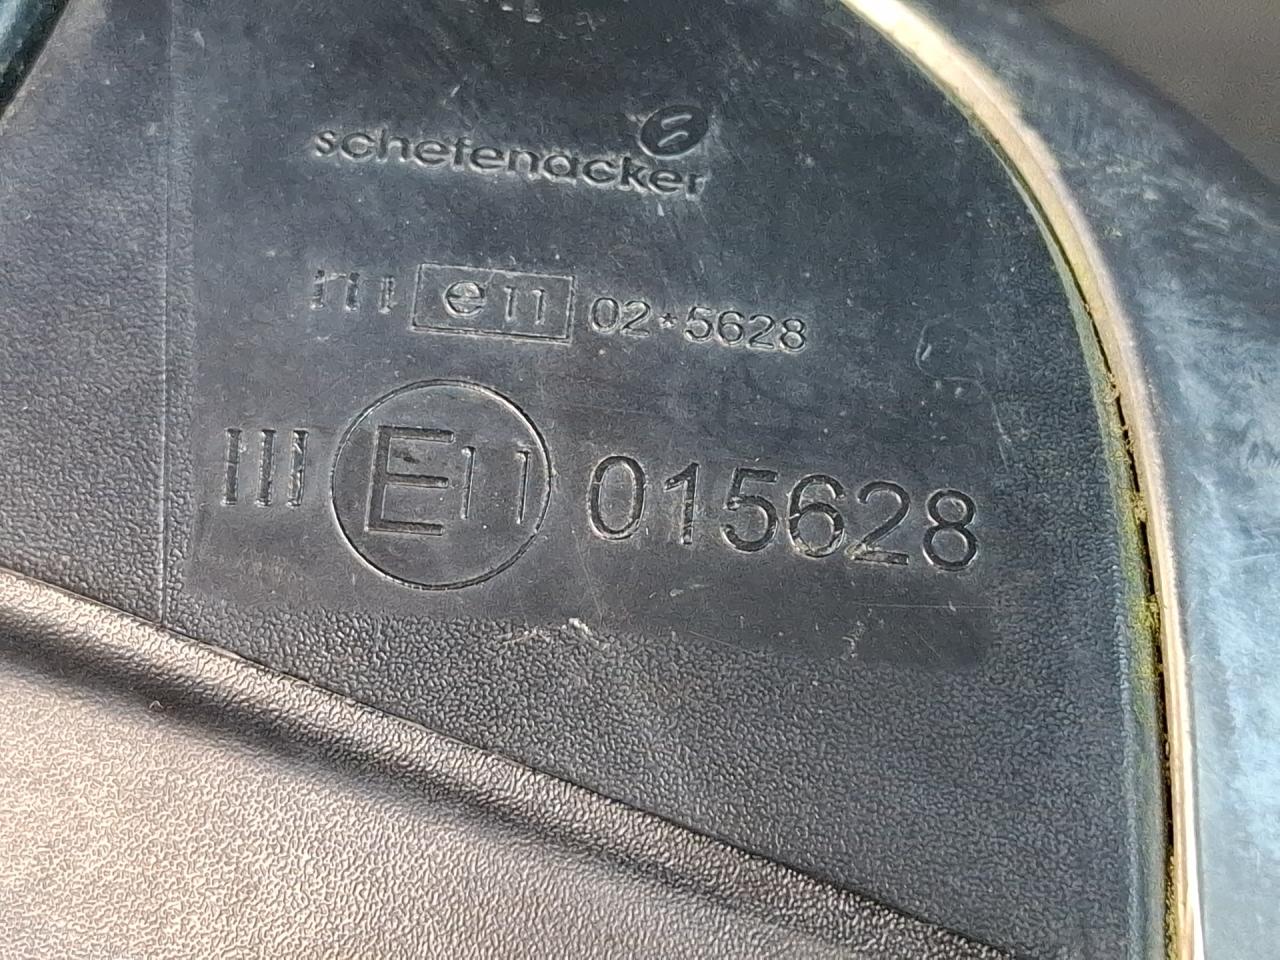 schefenacker
III e11 02*5628
III E11 015628